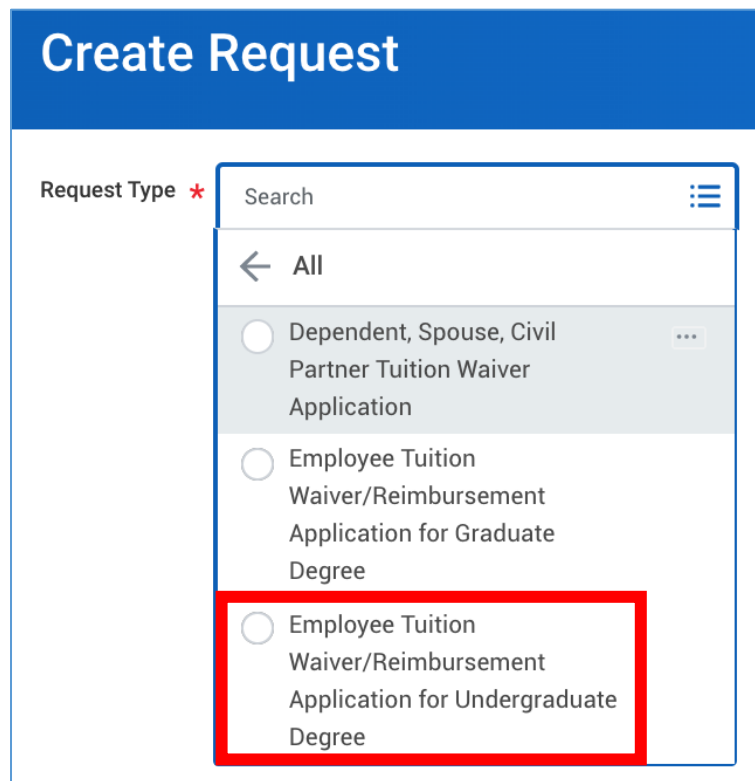 Create Request
Request Type *
Search
All
Dependent, Spouse, Civil
Partner Tuition Waiver
Application
Employee Tuition
Waiver/Reimbursement
Application for Graduate
Degree
Employee Tuition
Waiver/Reimbursement
Application for Undergraduate
Degree